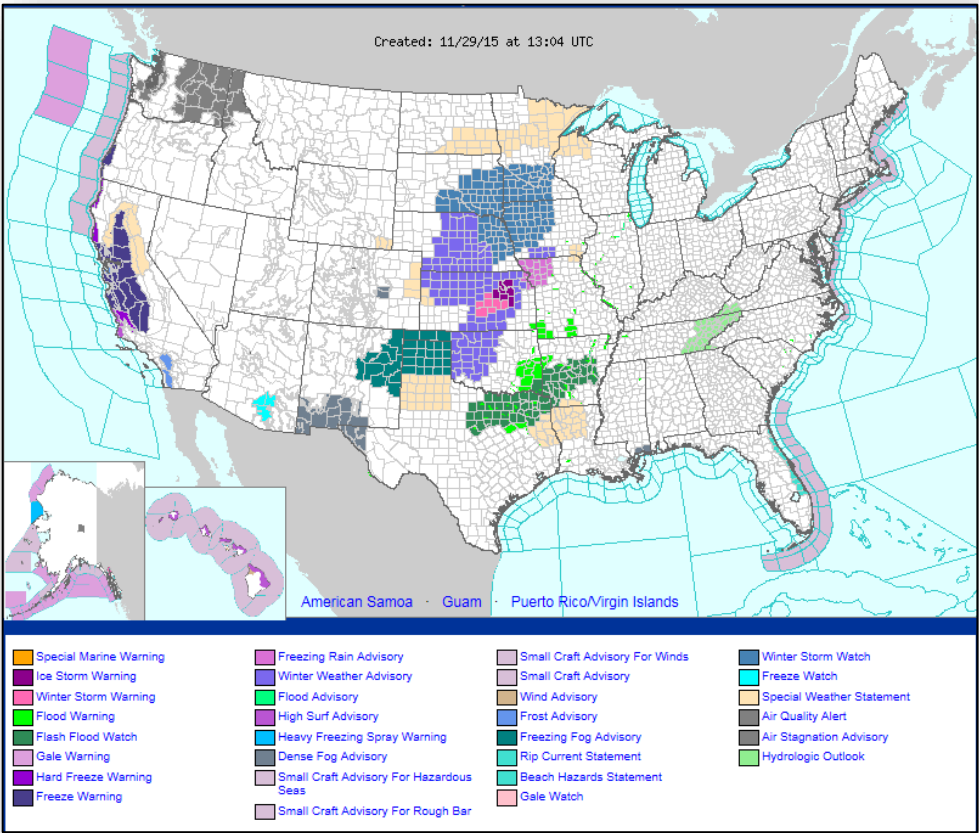 Created: 11/29/15 at 13:04 UTC
American Samoa · Guam · Puerto Rico/Virgin Islands
Special Marine Warning
Ice Storm Warning
Winter Storm Warning
Flood Warning
Flash Flood Watch
Gale Warning
Hard Freeze Warning
Freeze Warning
Freezing Rain Advisory
Winter Weather Advisory
Flood Advisory
High Surf Advisory
Heavy Freezing Spray Warning
Dense Fog Advisory
Small Craft Advisory For Hazardous
Seas
Small Craft Advisory For Rough Bar
Small Craft Advisory For Winds
Small Craft Advisory
Wind Advisory
Frost Advisory
Freezing Fog Advisory
Rip Current Statement
Beach Hazards Statement
Gale Watch
Winter Storm Watch
Freeze Watch
Special Weather Statement
Air Quality Alert
Air Stagnation Advisory
Hydrologic Outlook